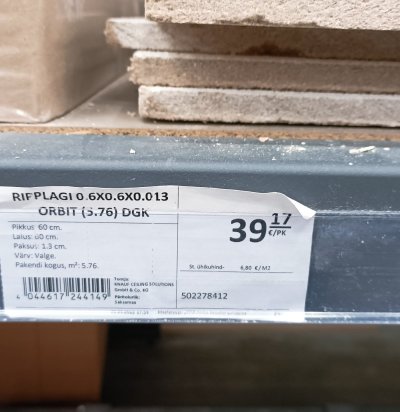 RIPPLAGI 0.6X0.6X0.013
ORBIT (5.76) DGK
Pikkus: 60 cm.
Laius: 60 cm.
Paksus: 1.3 cm.
Värv: Valge.
Pakendi kogus, m²: 5.76.
39 17 €/PK
St. ühikuhind- 6,80 €/M2
Tootja:
KNAUF CEILING SOLUTIONS
GmbH & Co. KG
Päritoluriik:
Saksamaa
4 044617 244149
502278412